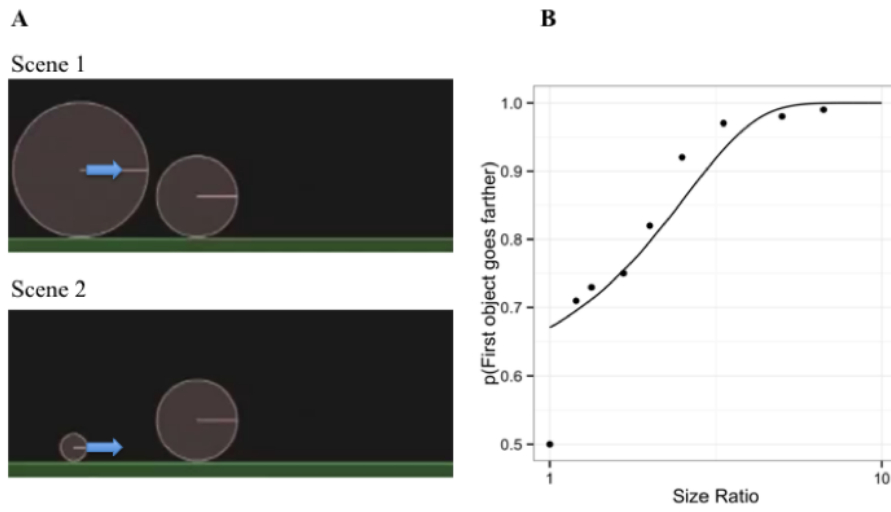 A
Scene 1
Scene 2
B
p(First object goes farther)
1.0
0.9
0.8
0.7
0.6
0.5
1
10
Size Ratio